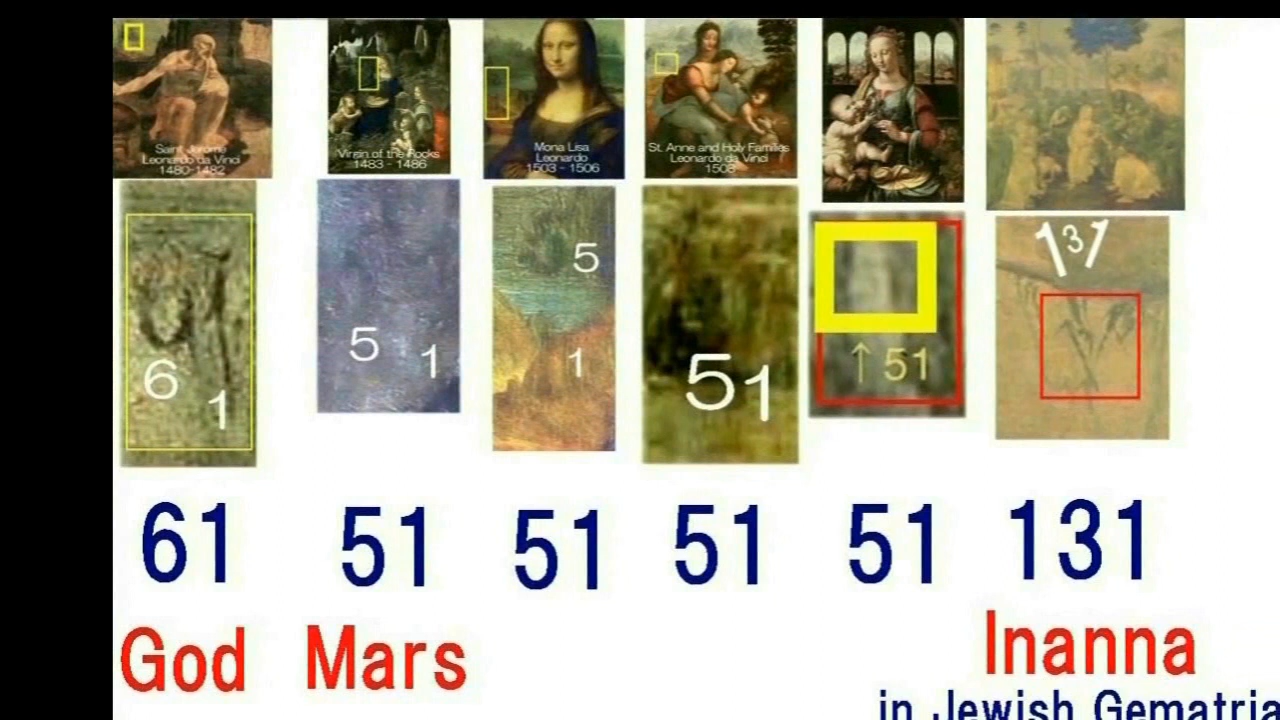 Saint Jerome
Leonardo da Vinci
1480-1482
Virgin of the Rocks
1483 - 1486
Mona Lisa
Leonardo
1503 - 1506
St. Anne and Holy Families
Leonardo da Vinci
1508
6 1
5 1
5
1
51
↑ 51
131
61 51 51 51 51 131
God Mars Inanna
in Jewish Gematria